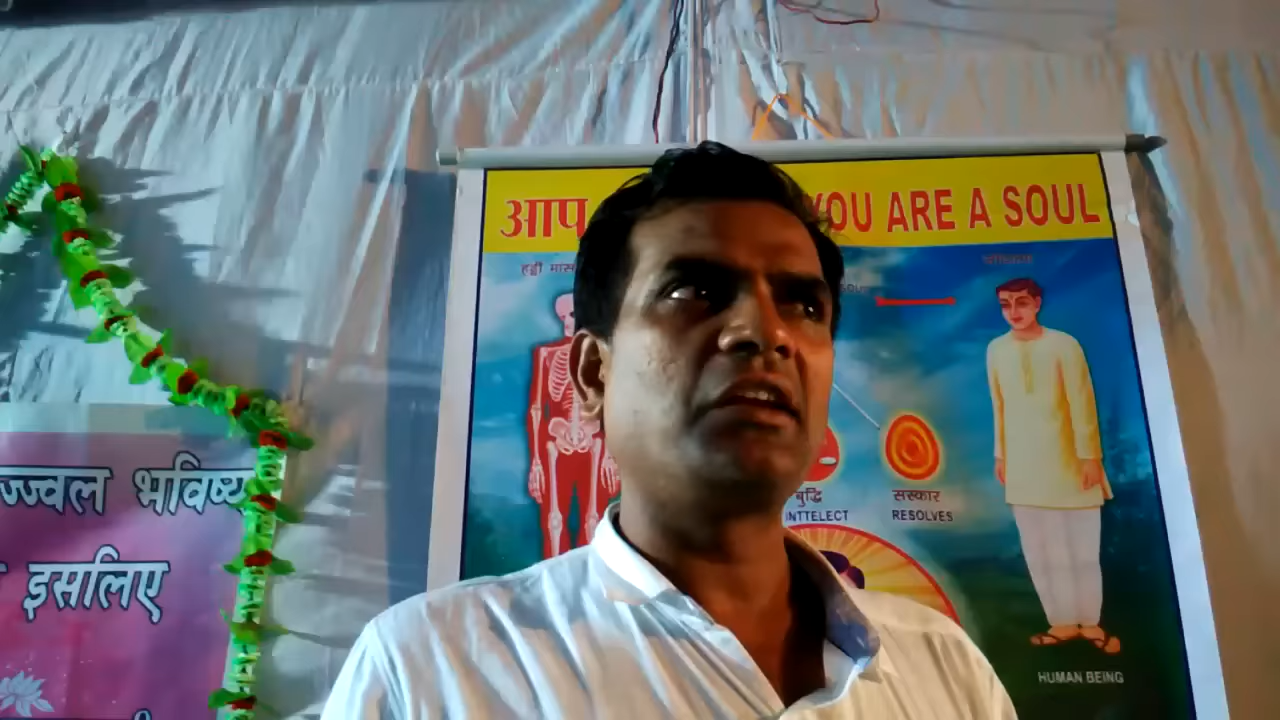 आप
YOU ARE A SOUL
हड्डी मास
बुद्धि
INTTELECT
संस्कार
RESOLVES
HUMAN BEING
ज्ज्वल भविष्य
इसलिए